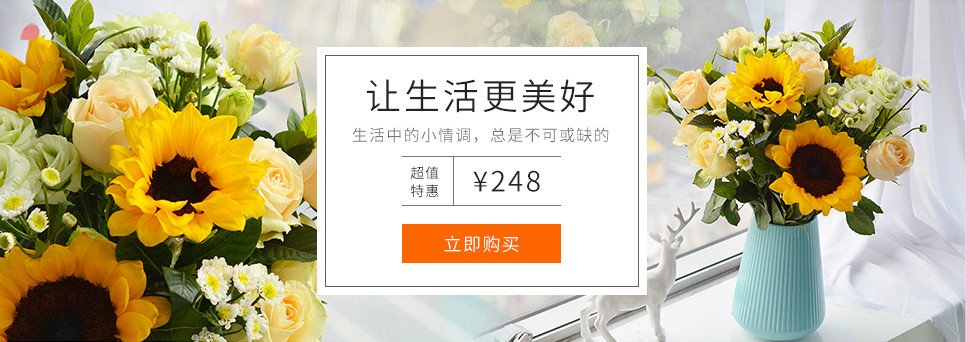 让生活更美好
生活中的小情调，总是不可或缺的
超值
特惠
¥248
立即购买